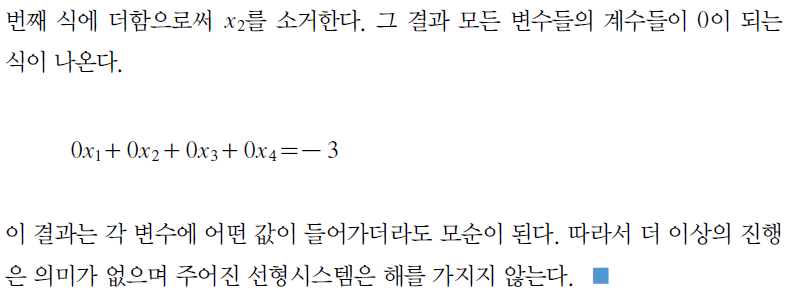 번째 식에 더함으로써 x₂를 소거한다. 그 결과 모든 변수들의 계수들이 0이 되는
식이 나온다.
0x₁+ 0x₂ + 0x₃+ 0x₄=− 3
이 결과는 각 변수에 어떤 값이 들어가더라도 모순이 된다. 따라서 더 이상의 진행
은 의미가 없으며 주어진 선형시스템은 해를 가지지 않는다. ■